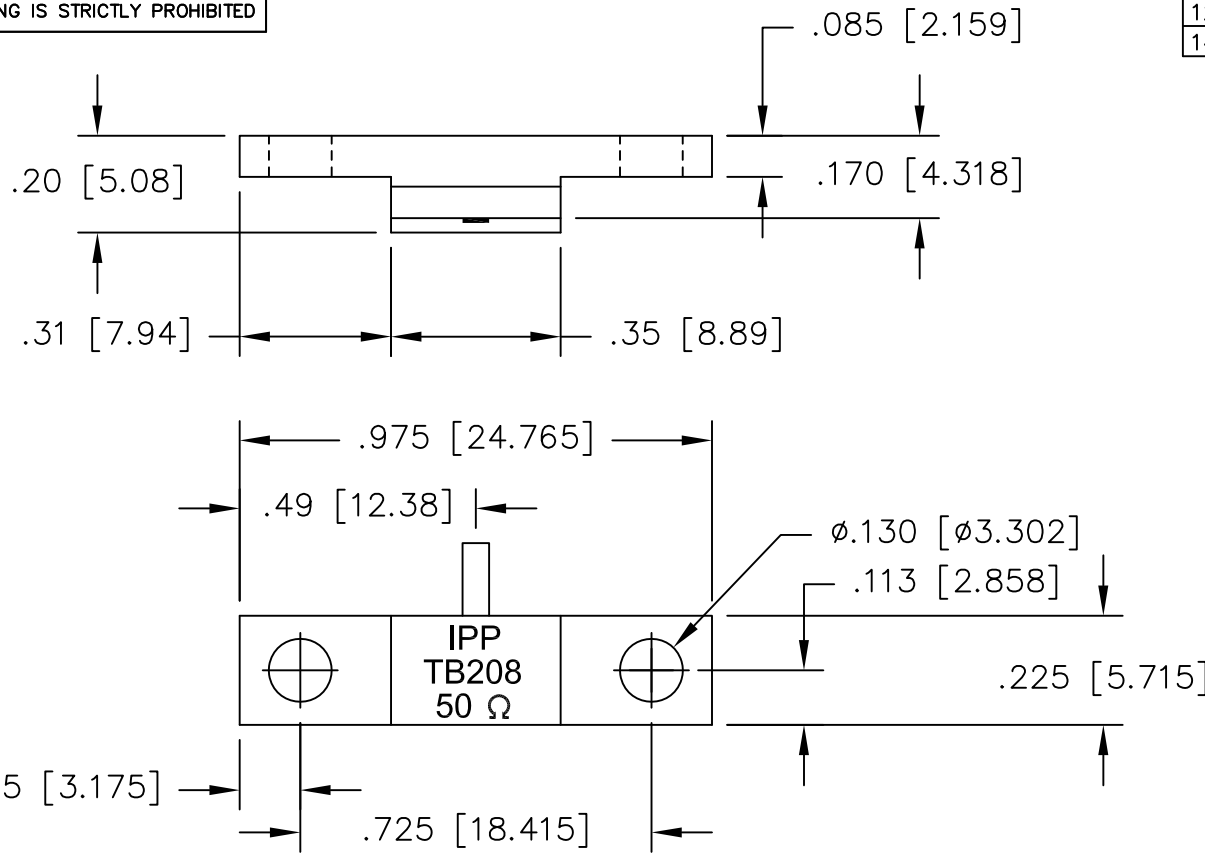 NG IS STRICTLY PROHIBITED
.085 [2.159]
.20 [5.08]
.170 [4.318]
.31 [7.94]
.35 [8.89]
.975 [24.765]
.49 [12.38]
ø.130 [ø3.302]
.113 [2.858]
IPP
TB208
50 Ω
.225 [5.715]
5 [3.175]
.725 [18.415]